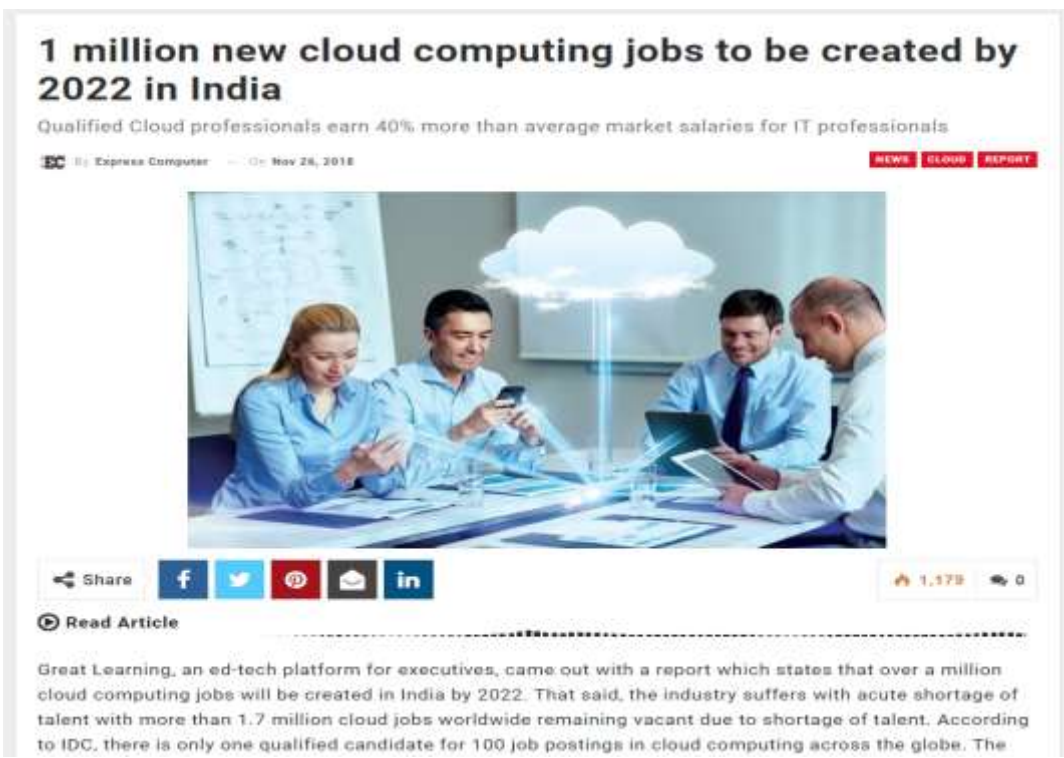 1 million new cloud computing jobs to be created by
2022 in India
Qualified Cloud professionals earn 40% more than average market salaries for IT professionals
EC By Express Computer — On Nov 26, 2018
NEWS CLOUD REPORT
Share f in 1,179 0
Read Article
Great Learning, an ed-tech platform for executives, came out with a report which states that over a million
cloud computing jobs will be created in India by 2022. That said, the industry suffers with acute shortage of
talent with more than 1.7 million cloud jobs worldwide remaining vacant due to shortage of talent. According
to IDC, there is only one qualified candidate for 100 job postings in cloud computing across the globe. The